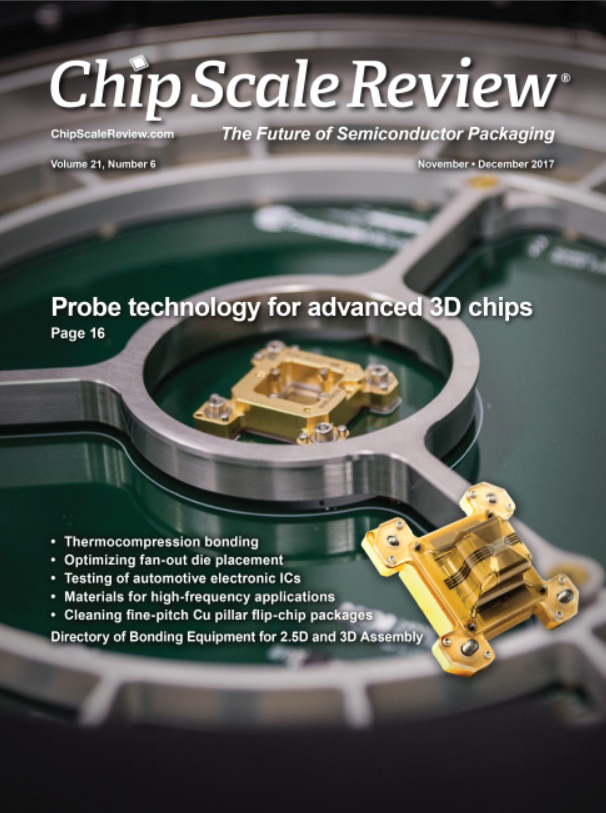 Chip Scale Review®
ChipScaleReview.com
The Future of Semiconductor Packaging
Volume 21, Number 6
November • December 2017
Probe technology for advanced 3D chips
Page 16
• Thermocompression bonding
• Optimizing fan-out die placement
• Testing of automotive electronic ICs
• Materials for high-frequency applications
• Cleaning fine-pitch Cu pillar flip-chip packages
Directory of Bonding Equipment for 2.5D and 3D Assembly